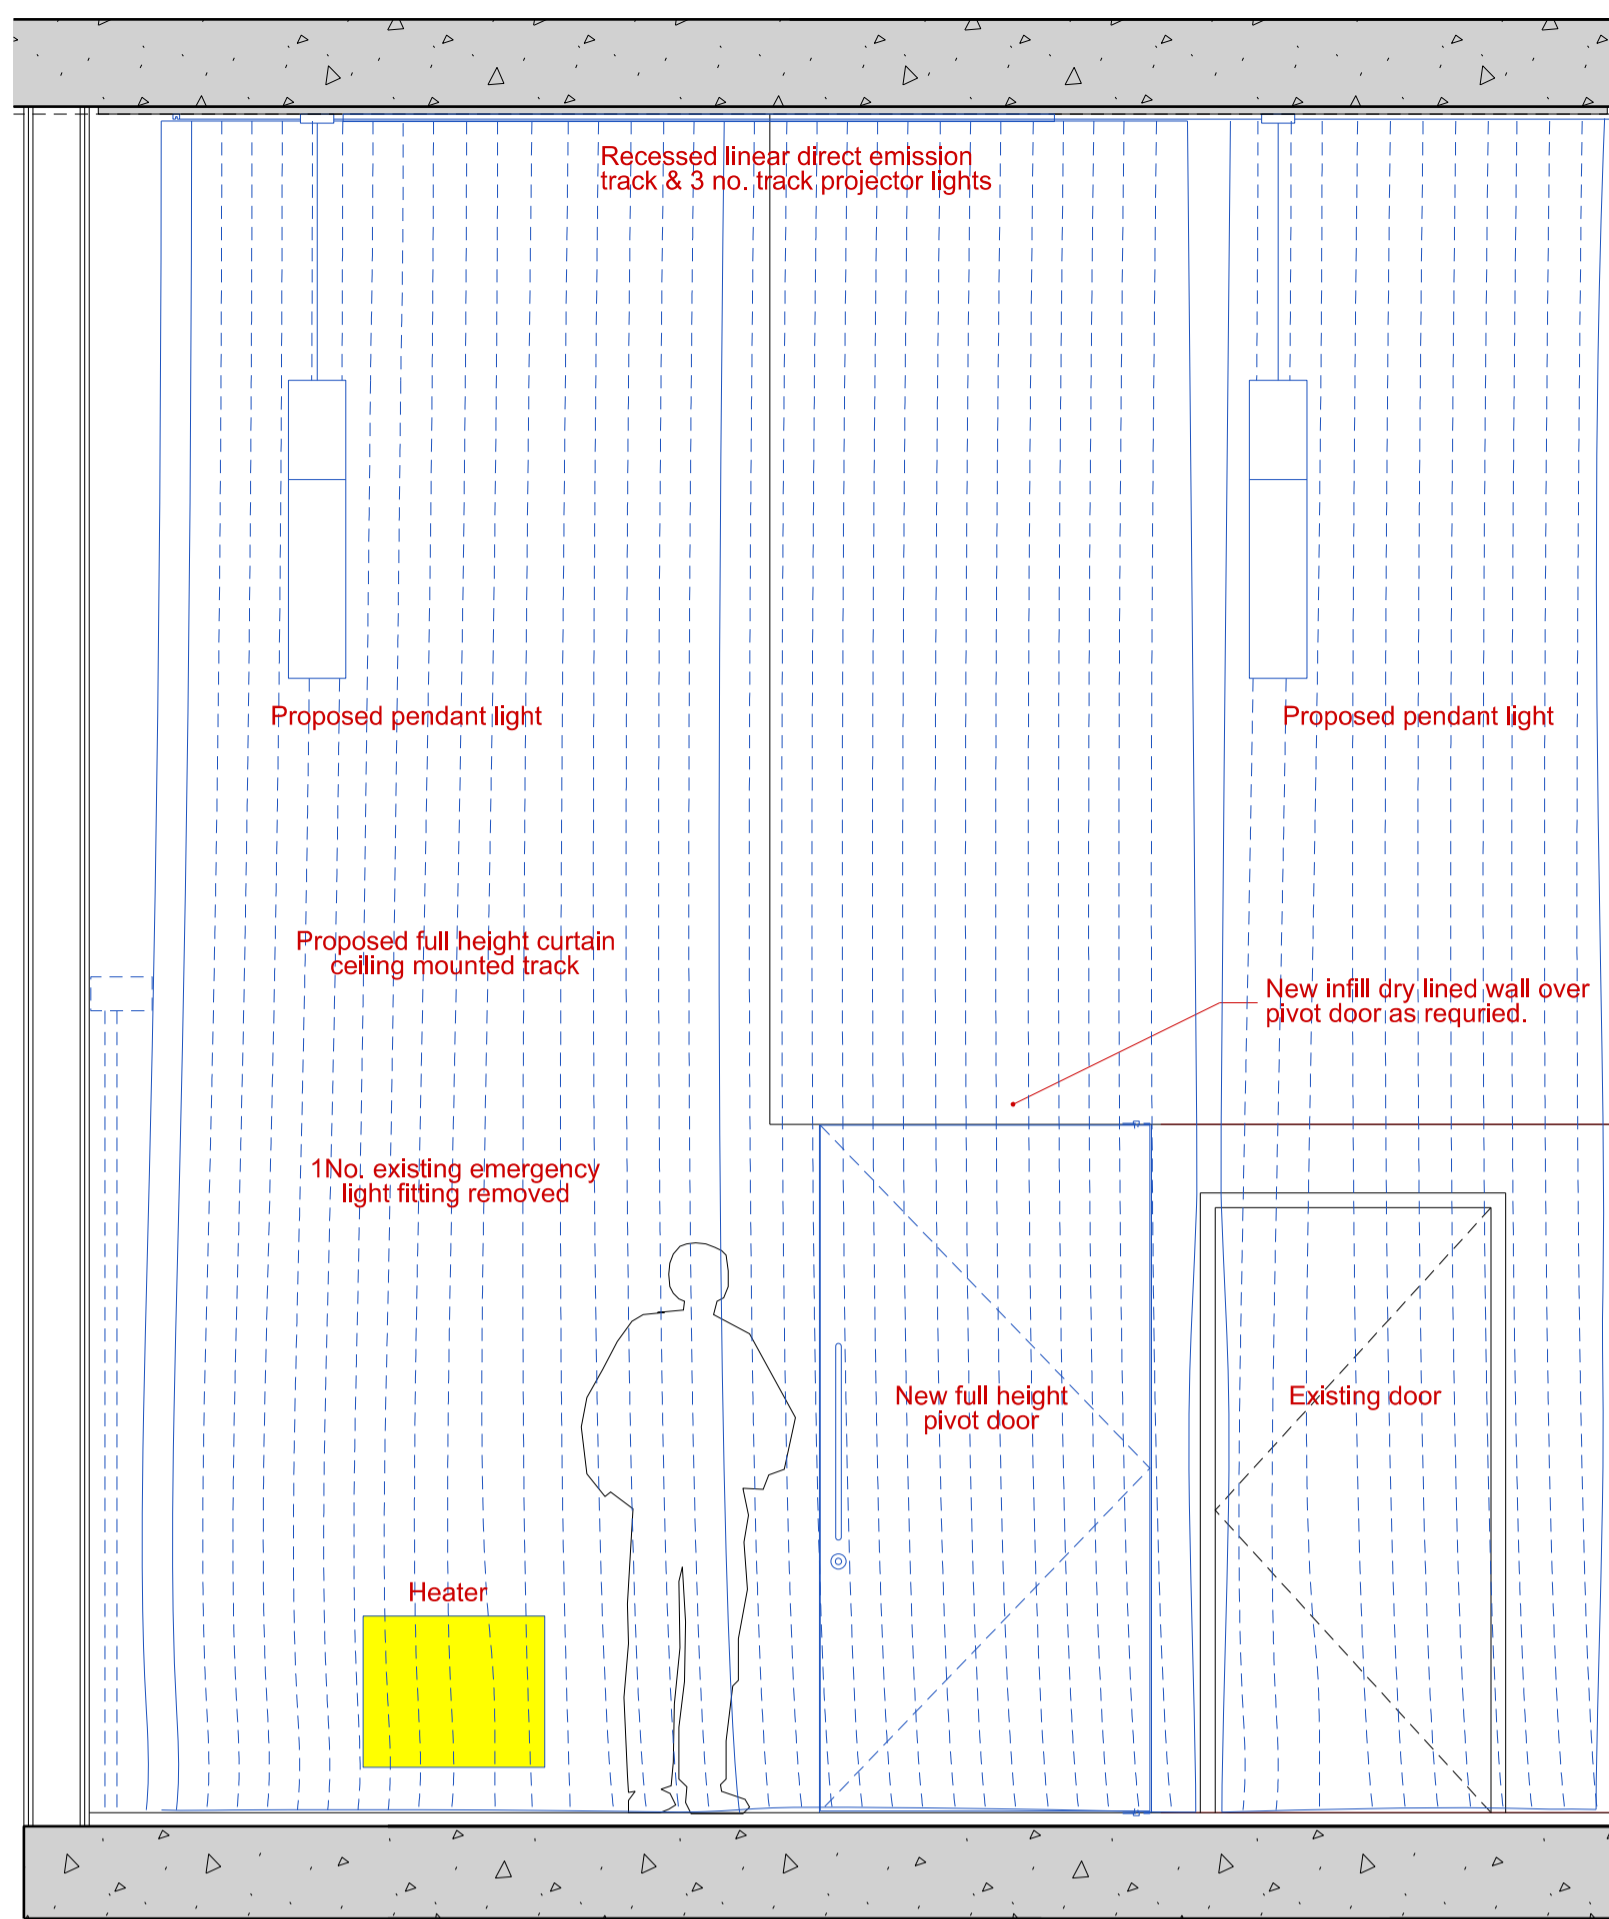 Recessed linear direct emission
track & 3 no. track projector lights
Proposed pendant light
Proposed pendant light
Proposed full height curtain
ceiling mounted track
New infill dry lined wall over
pivot door as requried.
1No. existing emergency
light fitting removed
New full height
pivot door
Existing door
Heater